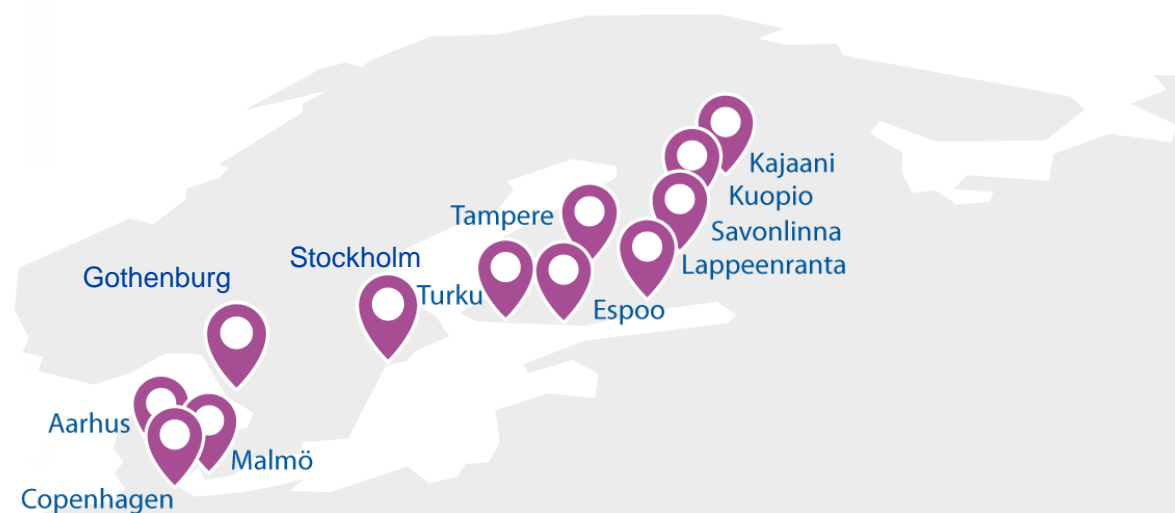 Kajaani
Kuopio
Tampere
Savonlinna
Stockholm
Lappeenranta
Gothenburg
Turku
Espoo
Aarhus
Malmö
Copenhagen